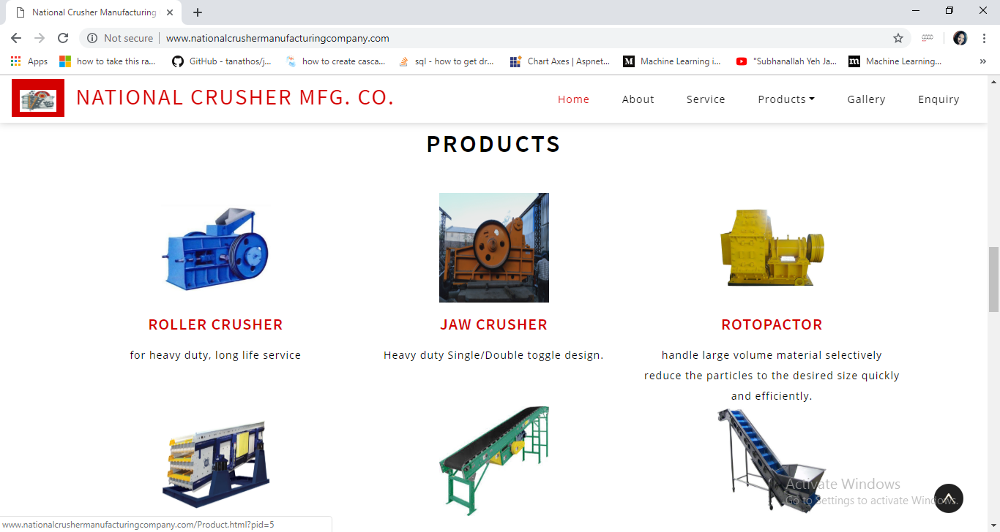 National Crusher Manufacturing
Not secure
www.nationalcrushermanufacturingcompany.com
Apps
how to take this ra...
GitHub - tanathos/j...
how to create casca...
sql - how to get dr...
Chart Axes | Aspnet...
Machine Learning i...
"Subhanallah Yeh Ja...
Machine Learning...
»
NATIONAL CRUSHER MFG. CO.
Home
About
Service
Products
Gallery
Enquiry
PRODUCTS
ROLLER CRUSHER
JAW CRUSHER
ROTOPACTOR
for heavy duty, long life service
Heavy duty Single/Double toggle design.
handle large volume material selectively
reduce the particles to the desired size quickly
and efficiently.
Activate Windows
Go to Settings to activate Windows.
www.nationalcrushermanufacturingcompany.com/Product.html?pid=5